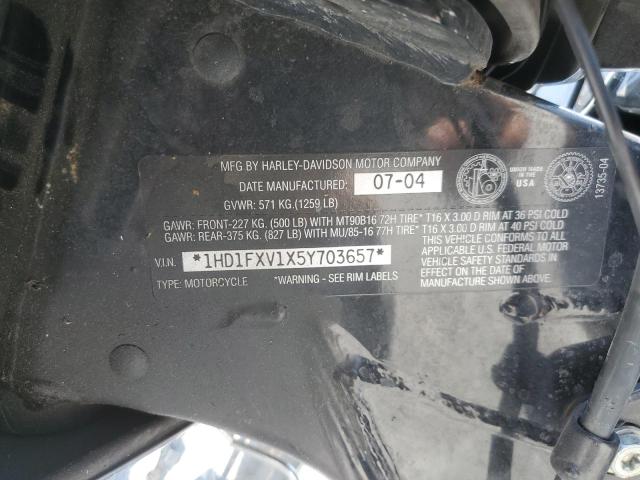 MFG BY HARLEY-DAVIDSON MOTOR COMPANY
DATE MANUFACTURED: 07-04
GVWR: 571 KG.(1259 LB)
UNION MADE IN THE
USA
13735-04
GAWR: FRONT-227 KG. (500 LB) WITH MT90B16 72H TIRE* T16 X 3.00 D RIM AT 36 PSI COLD
GAWR: REAR-375 KG. (827 LB) WITH MU/85-16 77H TIRE* T16 X 3.00 D RIM AT 40 PSI COLD
V.I.N. *1HD1FXV1X5Y703657*
TYPE: MOTORCYCLE
*WARNING - SEE RIM LABELS
THIS VEHICLE CONFORMS TO ALL
APPLICABLE U.S. FEDERAL MOTOR
VEHICLE SAFETY STANDARDS IN
EFFECT ON THE DATE OF
MANUFACTURE SHOWN ABOVE.